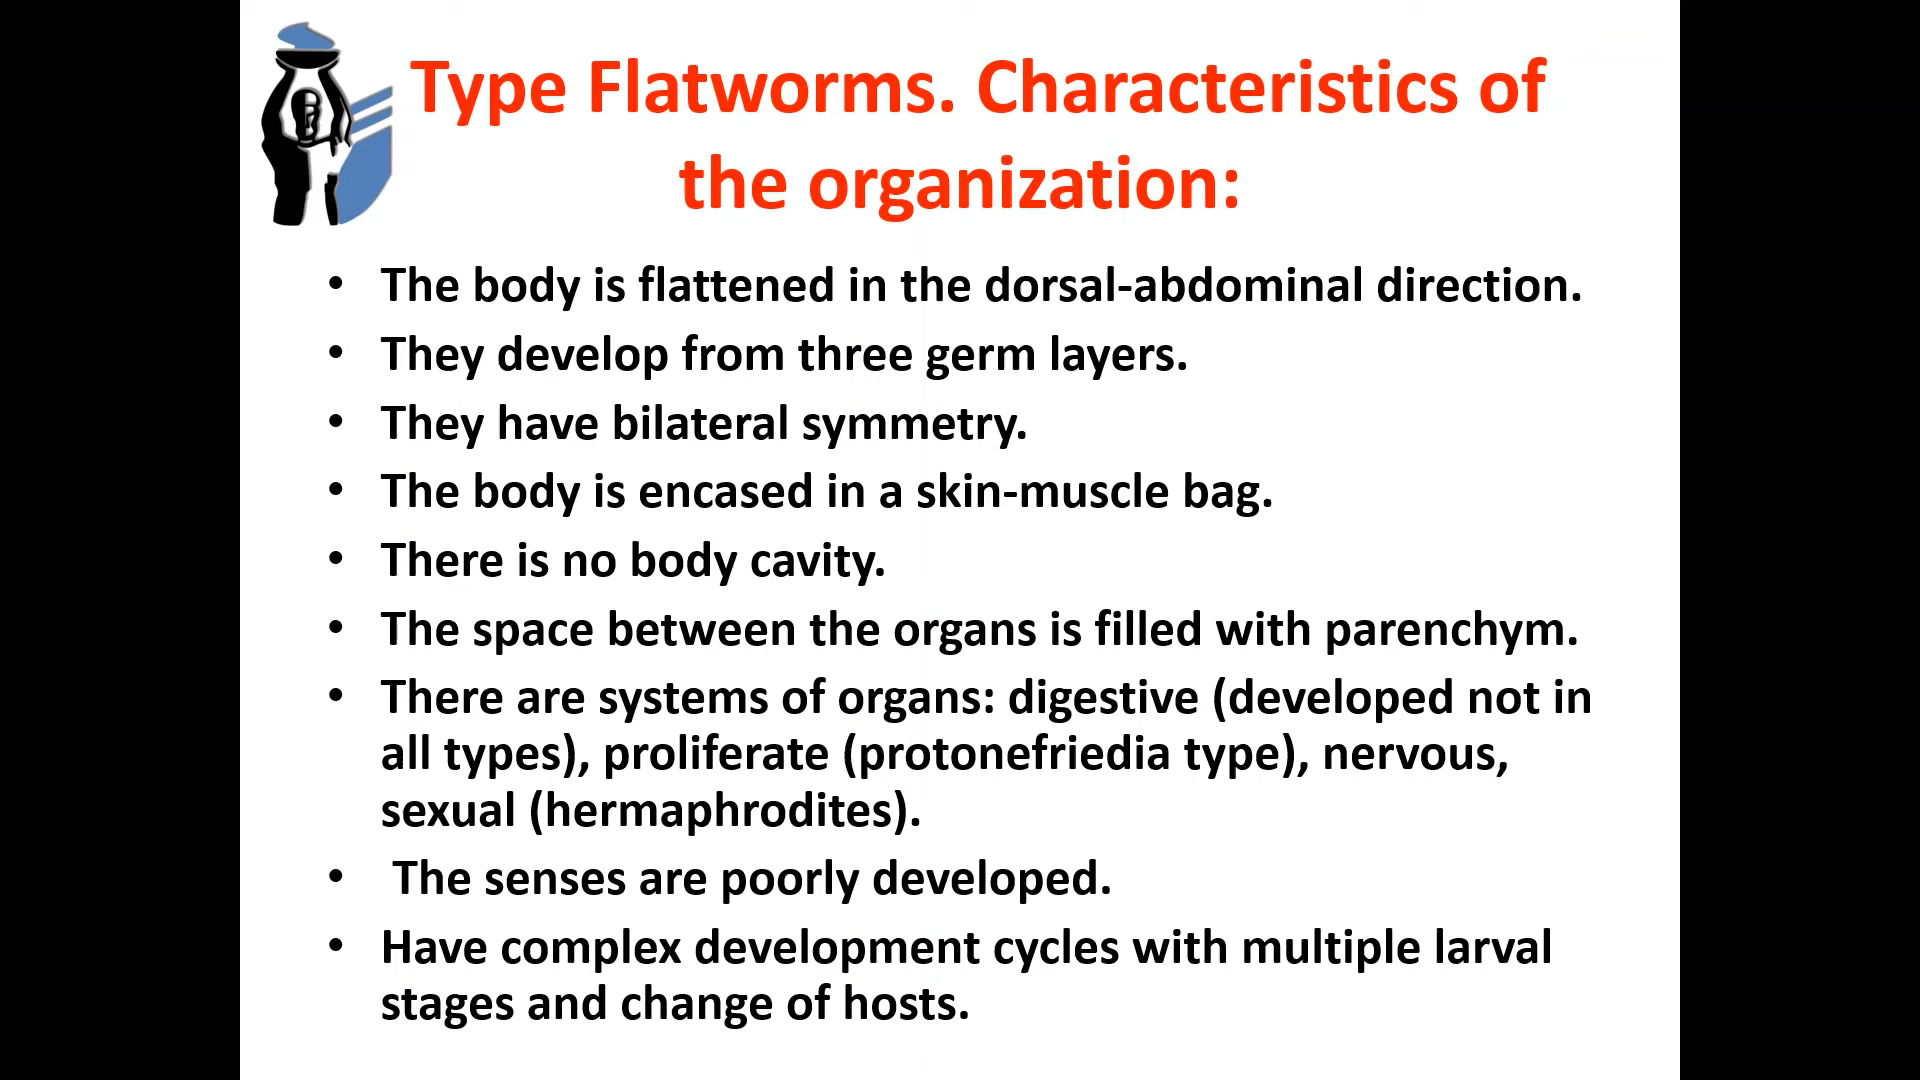 Type Flatworms. Characteristics of
the organization:
• The body is flattened in the dorsal-abdominal direction.
• They develop from three germ layers.
• They have bilateral symmetry.
• The body is encased in a skin-muscle bag.
• There is no body cavity.
• The space between the organs is filled with parenchym.
• There are systems of organs: digestive (developed not in
all types), proliferate (protonefriedia type), nervous,
sexual (hermaphrodites).
• The senses are poorly developed.
• Have complex development cycles with multiple larval
stages and change of hosts.